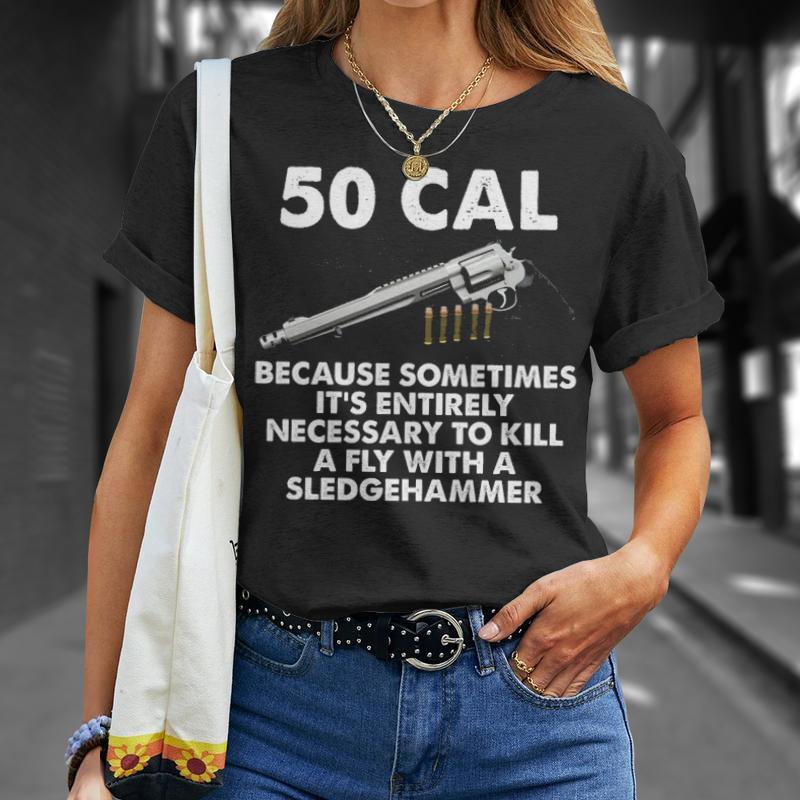 50 CAL
BECAUSE SOMETIMES
IT'S ENTIRELY
NECESSARY TO KILL
A FLY WITH A
SLEDGEHAMMER